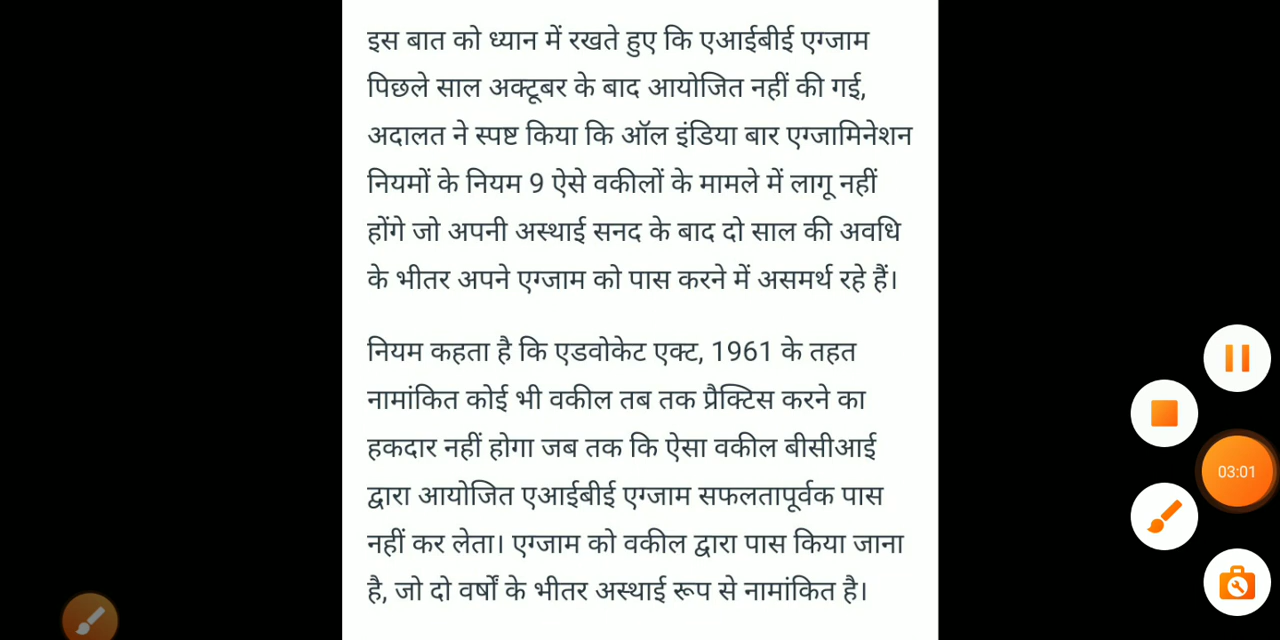 इस बात को ध्यान में रखते हुए कि एआईबीई एग्जाम
पिछले साल अक्टूबर के बाद आयोजित नहीं की गई,
अदालत ने स्पष्ट किया कि ऑल इंडिया बार एग्जामिनेशन
नियमों के नियम 9 ऐसे वकीलों के मामले में लागू नहीं
होंगे जो अपनी अस्थाई सनद के बाद दो साल की अवधि
के भीतर अपने एग्जाम को पास करने में असमर्थ रहे हैं।
नियम कहता है कि एडवोकेट एक्ट, 1961 के तहत
नामांकित कोई भी वकील तब तक प्रैक्टिस करने का
हकदार नहीं होगा जब तक कि ऐसा वकील बीसीआई
द्वारा आयोजित एआईबीई एग्जाम सफलतापूर्वक पास
नहीं कर लेता। एग्जाम को वकील द्वारा पास किया जाना
है, जो दो वर्षों के भीतर अस्थाई रूप से नामांकित है।
03:01